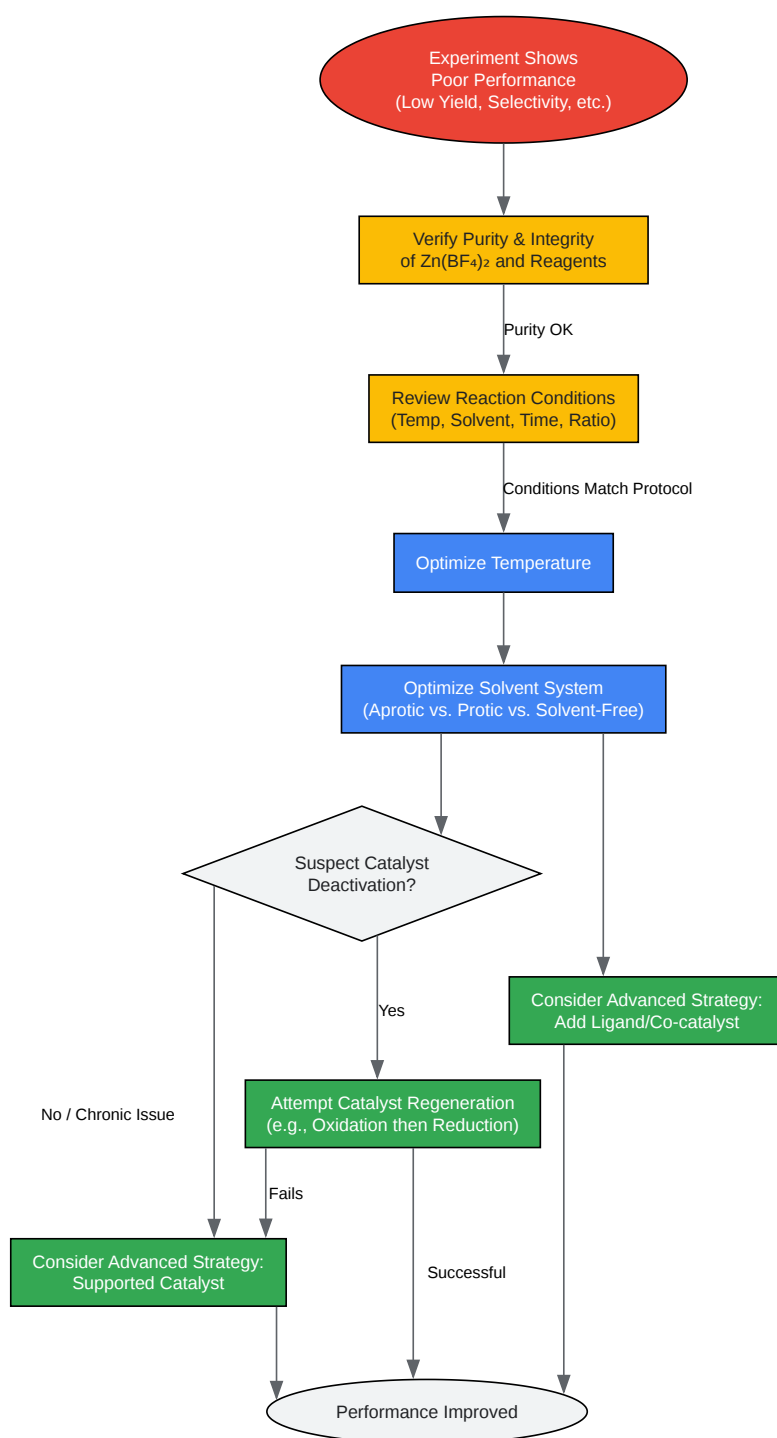 Experiment Shows
Poor Performance
(Low Yield, Selectivity, etc.)
Verify Purity & Integrity
of Zn(BF₄)₂ and Reagents
Purity OK
Review Reaction Conditions
(Temp, Solvent, Time, Ratio)
Conditions Match Protocol
Optimize Temperature
Optimize Solvent System
(Aprotic vs. Protic vs. Solvent-Free)
Suspect Catalyst
Deactivation?
Yes
Consider Advanced Strategy:
Add Ligand/Co-catalyst
No / Chronic Issue
Attempt Catalyst Regeneration
(e.g., Oxidation then Reduction)
Fails
Consider Advanced Strategy:
Supported Catalyst
Successful
Performance Improved